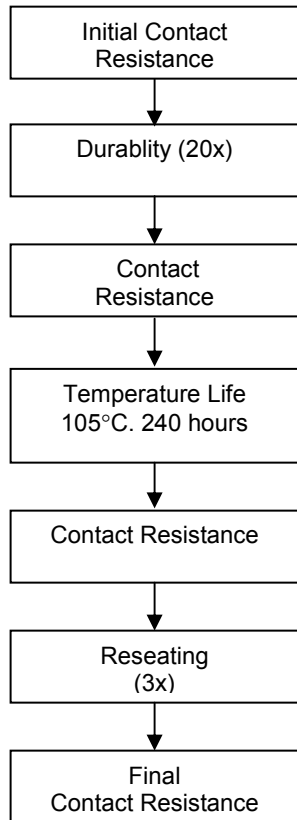 Initial Contact
Resistance
Durablity (20x)
Contact
Resistance
Temperature Life
105°C. 240 hours
Contact Resistance
Reseating
(3x)
Final
Contact Resistance